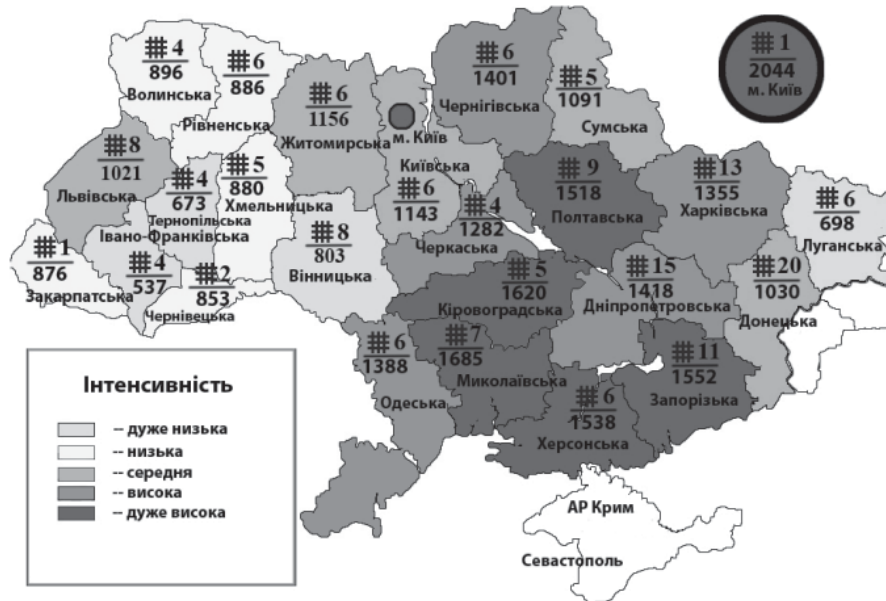 4
896
Волинська
6
886
Рівненська
6
1156
Житомирська
м. Київ
6
1401
Чернігівська
5
1091
Сумська
1
2044
м. Київ
8
1021
Львівська
4
673
Тернопільська
5
880
Хмельницька
Київська
6
1143
4
1282
Черкаська
9
1518
Полтавська
13
1355
Харківська
6
698
Луганська
1
876
Закарпатська
Івано-Франківська
4
537
2
853
Чернівецька
8
803
Вінницька
5
1620
Кіровоградська
15
1418
Дніпропетровська
20
1030
Донецька
6
1388
Одеська
7
1685
Миколаївська
6
1538
Херсонська
11
1552
Запорізька
АР Крим
Севастополь
Інтенсивність
-- дуже низька
-- низька
-- середня
-- висока
-- дуже висока